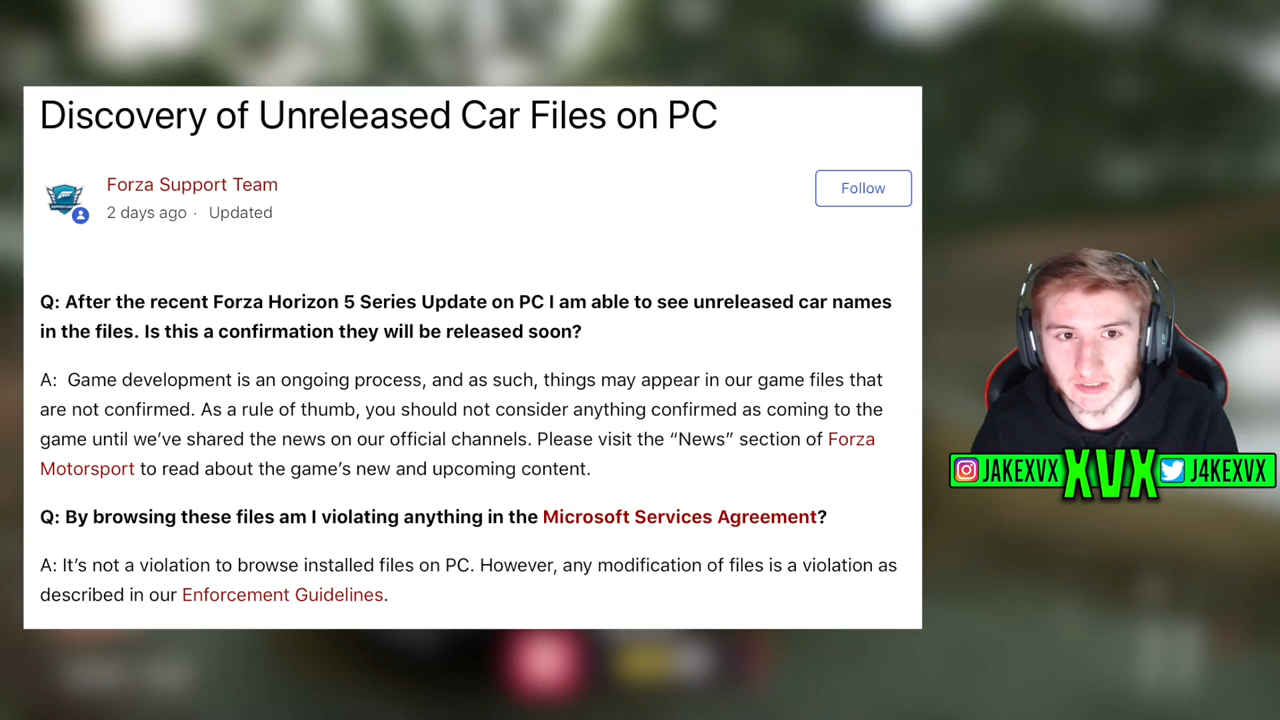 Discovery of Unreleased Car Files on PC
Forza Support Team
2 days ago · Updated
Follow
Q: After the recent Forza Horizon 5 Series Update on PC I am able to see unreleased car names
in the files. Is this a confirmation they will be released soon?
A:  Game development is an ongoing process, and as such, things may appear in our game files that
are not confirmed. As a rule of thumb, you should not consider anything confirmed as coming to the
game until we’ve shared the news on our official channels. Please visit the “News” section of Forza
Motorsport to read about the game’s new and upcoming content.
Q: By browsing these files am I violating anything in the Microsoft Services Agreement?
A: It’s not a violation to browse installed files on PC. However, any modification of files is a violation as
described in our Enforcement Guidelines.
JAKEXVX XVX J4KEXVX